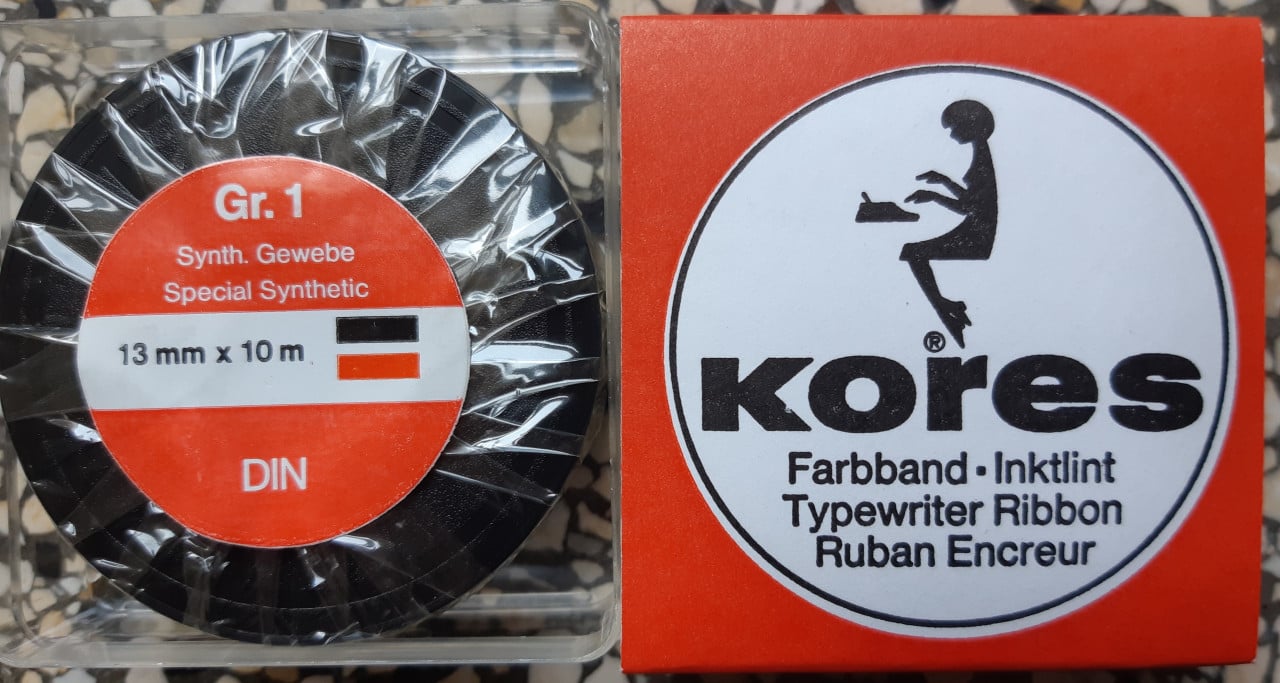 Gr. 1
Synth. Gewebe
Special Synthetic
13 mm x 10 m
DIN
®
kores
Farbband · Inktlint
Typewriter Ribbon
Ruban Encreur